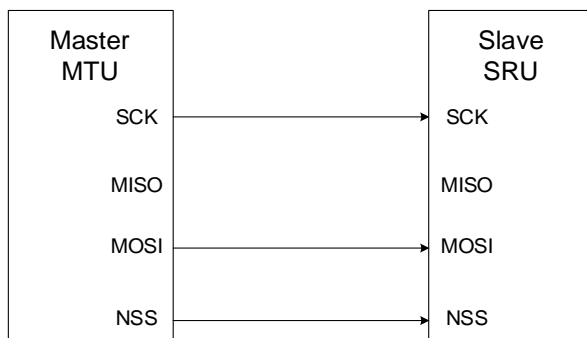 Master
MTU
SCK
MISO
MOSI
NSS
Slave
SRU
SCK
MISO
MOSI
NSS